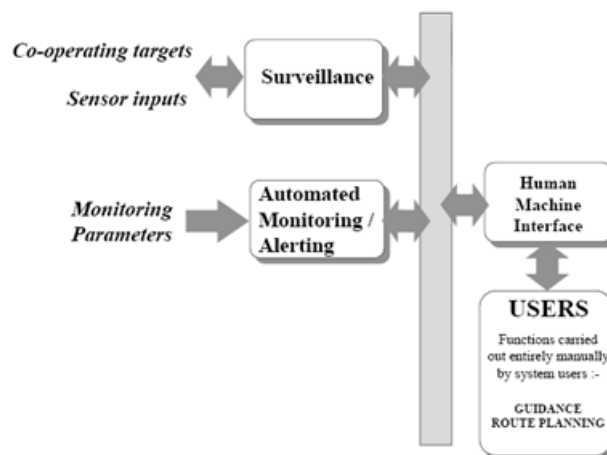 Co-operating targets
Sensor inputs
Surveillance
Monitoring
Parameters
Automated
Monitoring /
Alerting
Human
Machine
Interface
USERS
Functions carried
out entirely manually
by system users :-
GUIDANCE
ROUTE PLANNING